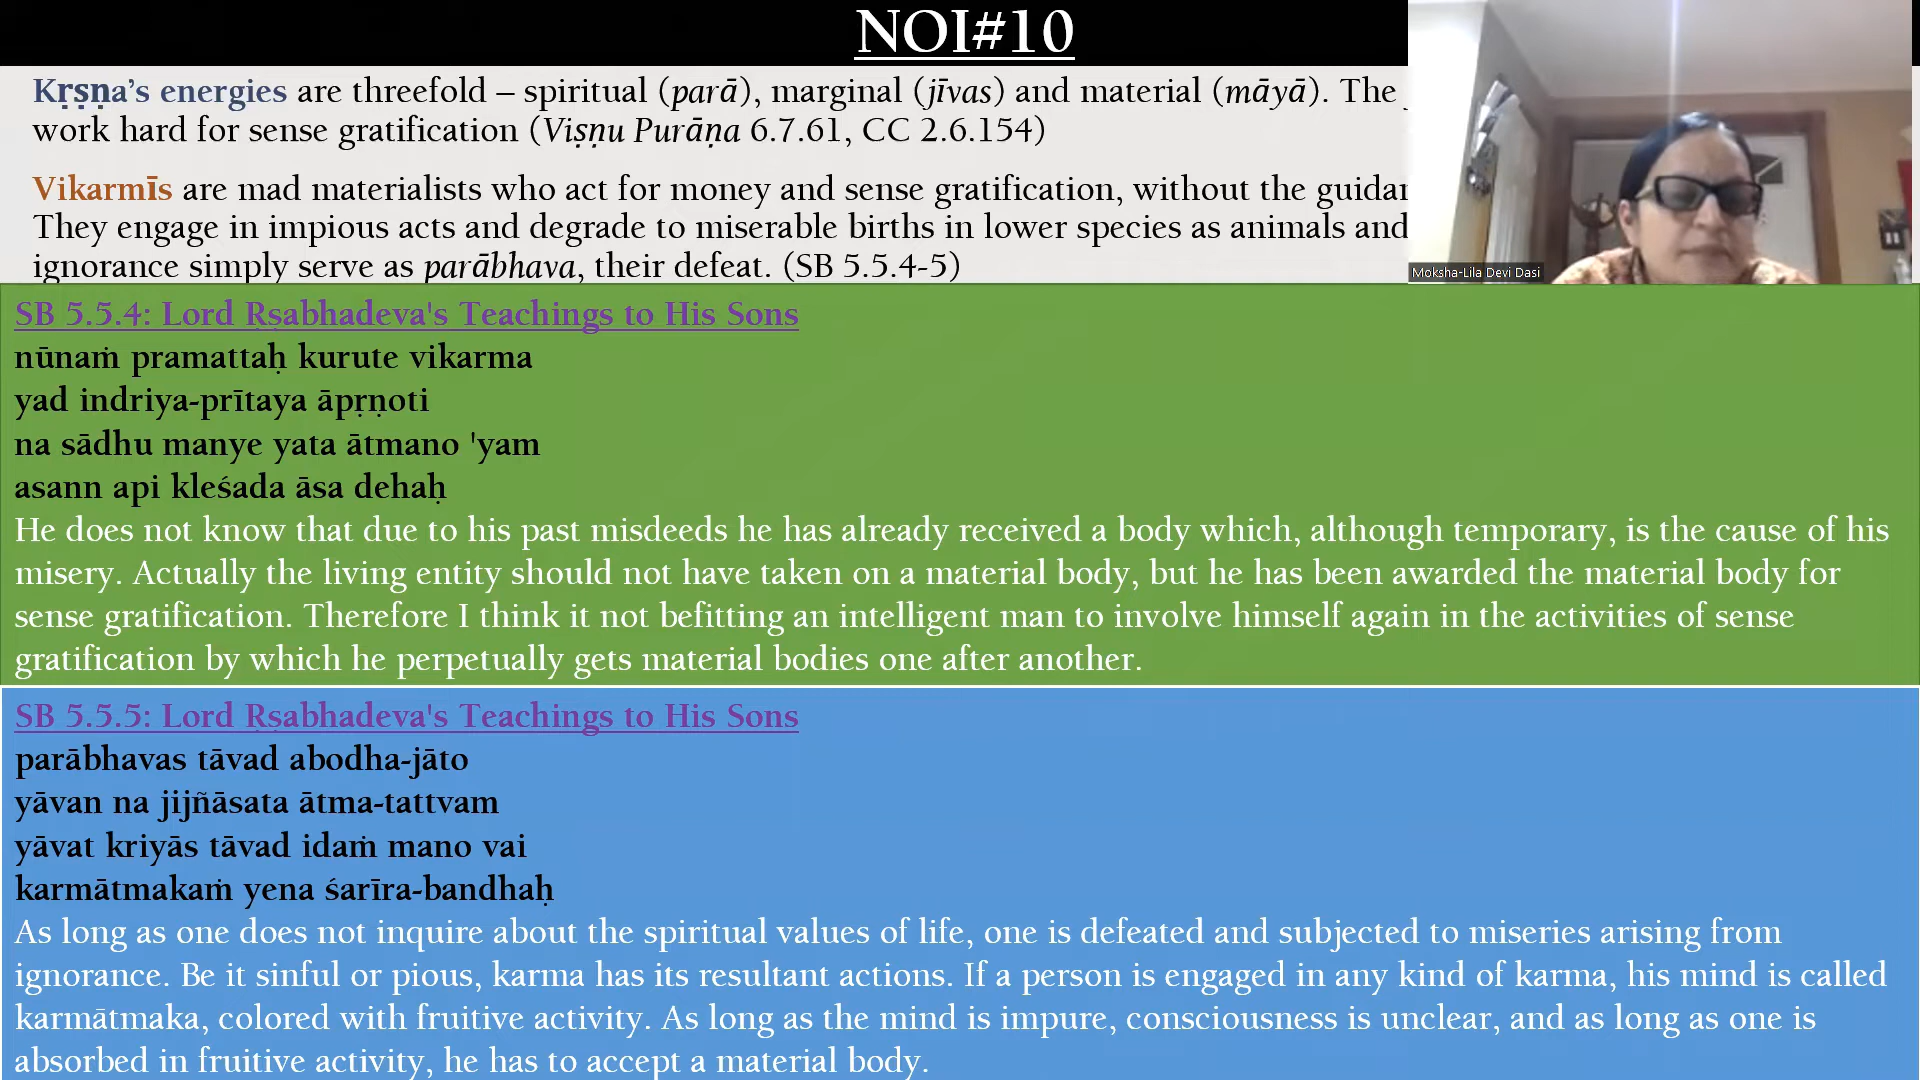 NOI#10
Kṛṣṇa’s energies are threefold – spiritual (parā), marginal (jīvas) and material (māyā). The
work hard for sense gratification (Viṣṇu Purāṇa 6.7.61, CC 2.6.154)
Vikarmīs are mad materialists who act for money and sense gratification, without the
They engage in impious acts and degrade to miserable births in lower species as animals and
ignorance simply serve as parābhava, their defeat. (SB 5.5.4-5)
Moksha-Lila Devi Dasi
SB 5.5.4: Lord Ṛṣabhadeva's Teachings to His Sons
nūnaṁ pramattaḥ kurute vikarma
yad indriya-prītaya āpṛṇoti
na sādhu manye yata ātmano 'yam
asann api kleśada āsa dehaḥ
He does not know that due to his past misdeeds he has already received a body which, although temporary, is the cause of his
misery. Actually the living entity should not have taken on a material body, but he has been awarded the material body for
sense gratification. Therefore I think it not befitting an intelligent man to involve himself again in the activities of sense
gratification by which he perpetually gets material bodies one after another.
SB 5.5.5: Lord Ṛṣabhadeva's Teachings to His Sons
parābhavas tāvad abodha-jāto
yāvan na jijñāsata ātma-tattvam
yāvat kriyās tāvad idaṁ mano vai
karmātmakaṁ yena śarīra-bandhaḥ
As long as one does not inquire about the spiritual values of life, one is defeated and subjected to miseries arising from
ignorance. Be it sinful or pious, karma has its resultant actions. If a person is engaged in any kind of karma, his mind is called
karmātmaka, colored with fruitive activity. As long as the mind is impure, consciousness is unclear, and as long as one is
absorbed in fruitive activity, he has to accept a material body.